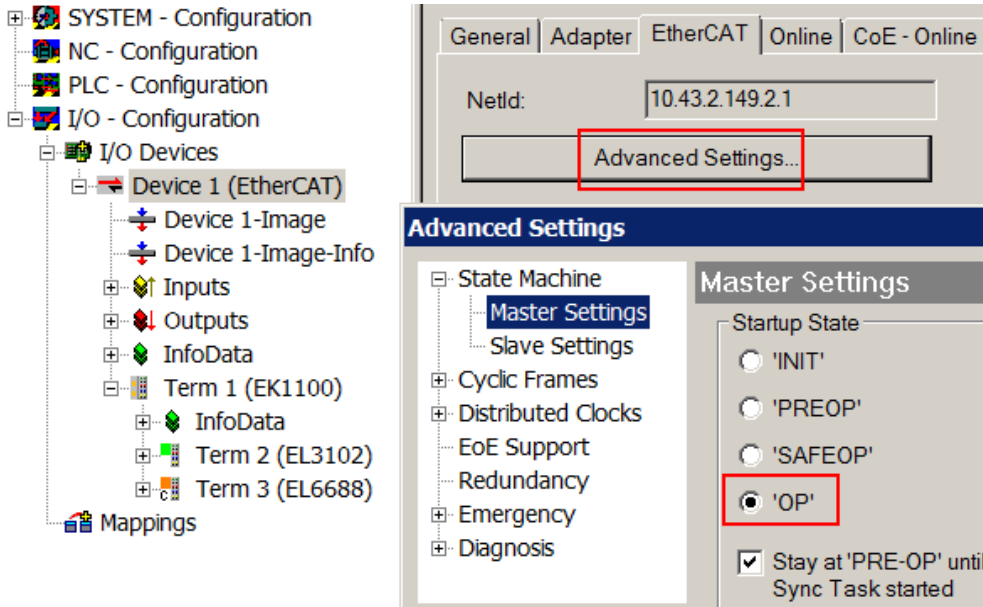 SYSTEM - Configuration
NC - Configuration
PLC - Configuration
I/O - Configuration
I/O Devices
Device 1 (EtherCAT)
Device 1-Image
Device 1-Image-Info
Inputs
Outputs
InfoData
Term 1 (EK1100)
InfoData
Term 2 (EL3102)
Term 3 (EL6688)
Mappings
General Adapter EtherCAT Online CoE - Online
NetId: 10.43.2.149.2.1
Advanced Settings...
Advanced Settings
State Machine
Master Settings
Slave Settings
Cyclic Frames
Distributed Clocks
EoE Support
Redundancy
Emergency
Diagnosis
Master Settings
Startup State
'INIT'
'PREOP'
'SAFEOP'
'OP'
Stay at 'PRE-OP' until
Sync Task started